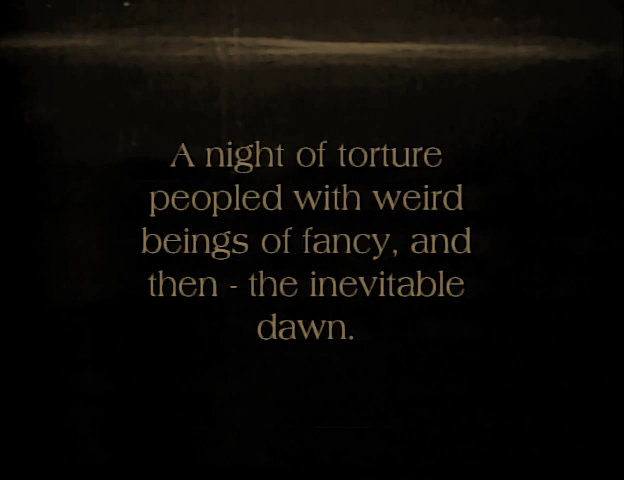 A night of torture
peopled with weird
beings of fancy, and
then - the inevitable
dawn.